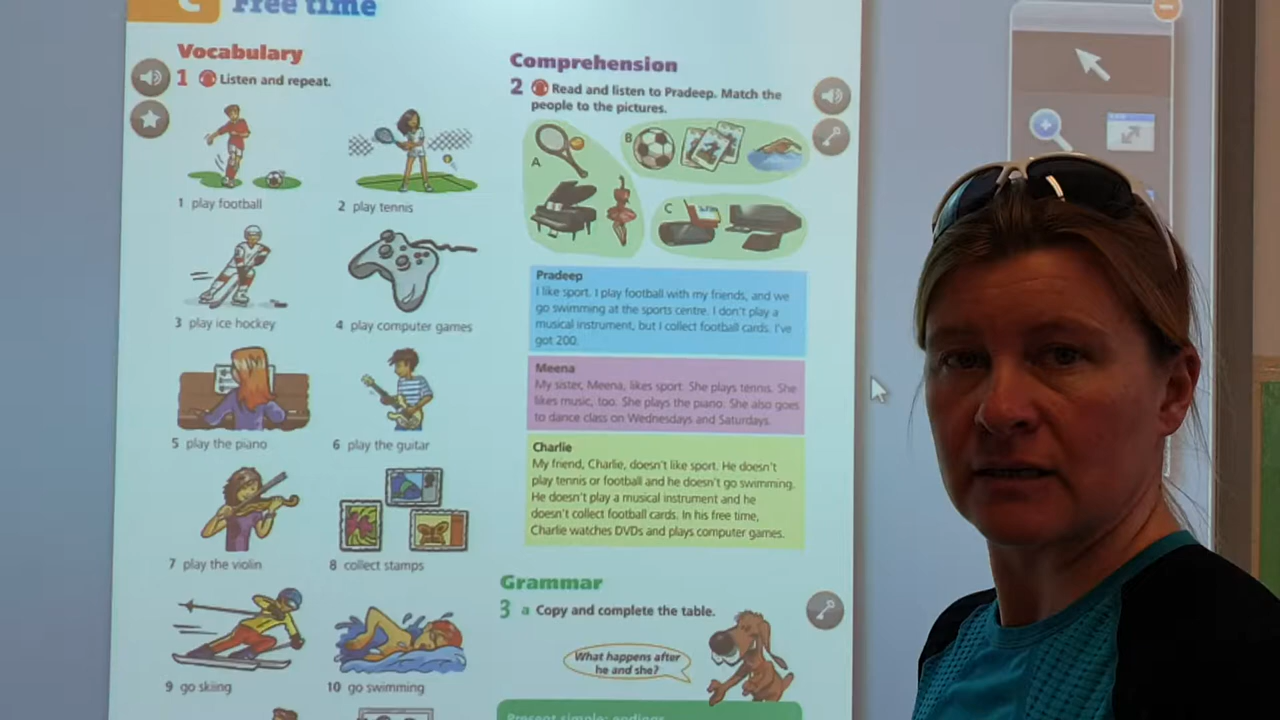 C Free time
Vocabulary
1 Listen and repeat.
1 play football
2 play tennis
3 play ice hockey
4 play computer games
5 play the piano
6 play the guitar
7 play the violin
8 collect stamps
9 go skiing
10 go swimming
Comprehension
2 Read and listen to Pradeep. Match the
people to the pictures.
A
B
C
Pradeep
I like sport. I play football with my friends, and we
go swimming at the sports centre. I don't play a
musical instrument, but I collect football cards. I've
got 200.
Meena
My sister, Meena, likes sport. She plays tennis. She
likes music, too. She plays the piano. She also goes
to dance class on Wednesdays and Saturdays.
Charlie
My friend, Charlie, doesn't like sport. He doesn't
play tennis or football and he doesn't go swimming.
He doesn't play a musical instrument and he
doesn't collect football cards. In his free time,
Charlie watches DVDs and plays computer games.
Grammar
3 a Copy and complete the table.
What happens after
he and she?
Present simple: endings